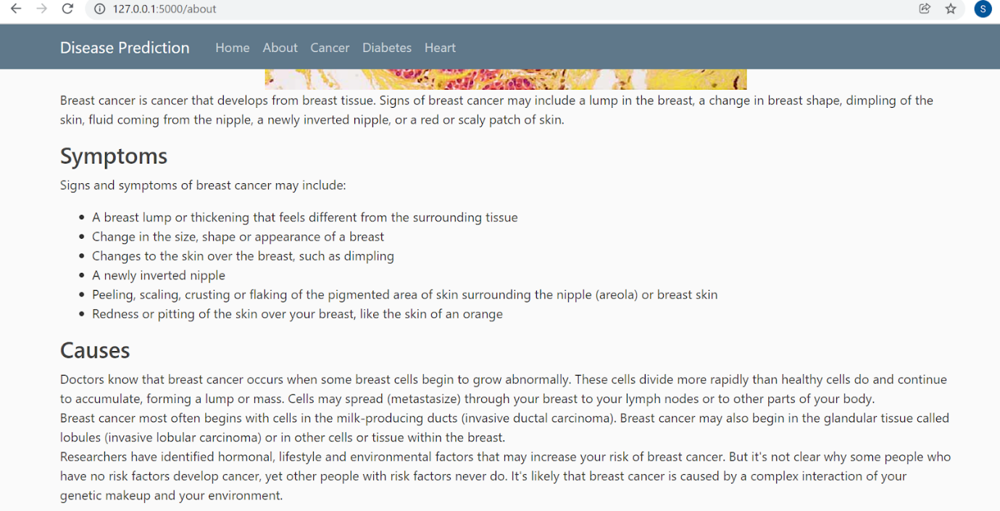 127.0.0.1:5000/about
S
Disease Prediction Home About Cancer Diabetes Heart
Breast cancer is cancer that develops from breast tissue. Signs of breast cancer may include a lump in the breast, a change in breast shape, dimpling of the
skin, fluid coming from the nipple, a newly inverted nipple, or a red or scaly patch of skin.
Symptoms
Signs and symptoms of breast cancer may include:
• A breast lump or thickening that feels different from the surrounding tissue
• Change in the size, shape or appearance of a breast
• Changes to the skin over the breast, such as dimpling
• A newly inverted nipple
• Peeling, scaling, crusting or flaking of the pigmented area of skin surrounding the nipple (areola) or breast skin
• Redness or pitting of the skin over your breast, like the skin of an orange
Causes
Doctors know that breast cancer occurs when some breast cells begin to grow abnormally. These cells divide more rapidly than healthy cells do and continue
to accumulate, forming a lump or mass. Cells may spread (metastasize) through your breast to your lymph nodes or to other parts of your body.
Breast cancer most often begins with cells in the milk-producing ducts (invasive ductal carcinoma). Breast cancer may also begin in the glandular tissue called
lobules (invasive lobular carcinoma) or in other cells or tissue within the breast.
Researchers have identified hormonal, lifestyle and environmental factors that may increase your risk of breast cancer. But it's not clear why some people who
have no risk factors develop cancer, yet other people with risk factors never do. It's likely that breast cancer is caused by a complex interaction of your
genetic makeup and your environment.